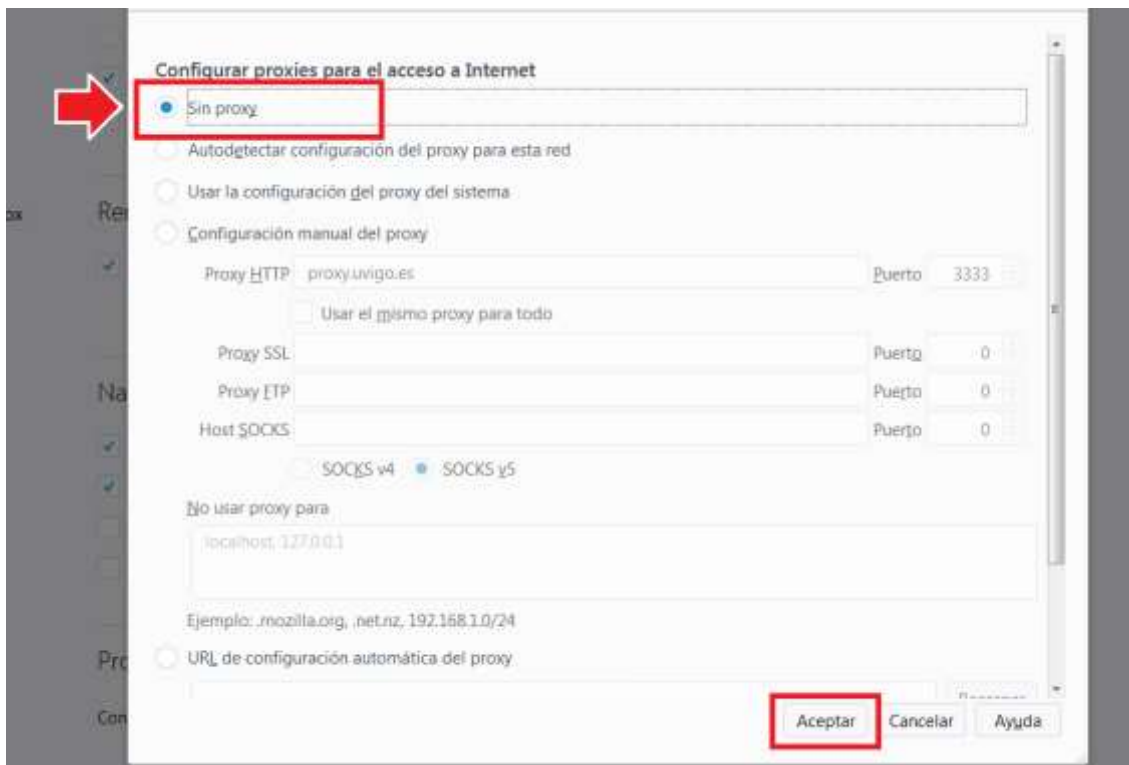 Configurar proxies para el acceso a Internet
Sin proxy
Autodetectar configuración del proxy para esta red
Usar la configuración del proxy del sistema
Configuración manual del proxy
Proxy HTTP proxy.uvigo.es Puerto 3333
Usar el mismo proxy para todo
Proxy SSL Puerto 0
Proxy FTP Puerto 0
Host SOCKS Puerto 0
SOCKS v4 SOCKS v5
No usar proxy para
localhost, 127.0.0.1
Ejemplo: .mozilla.org, .net.nz, 192.168.1.0/24
URL de configuración automática del proxy
Aceptar Cancelar Ayuda